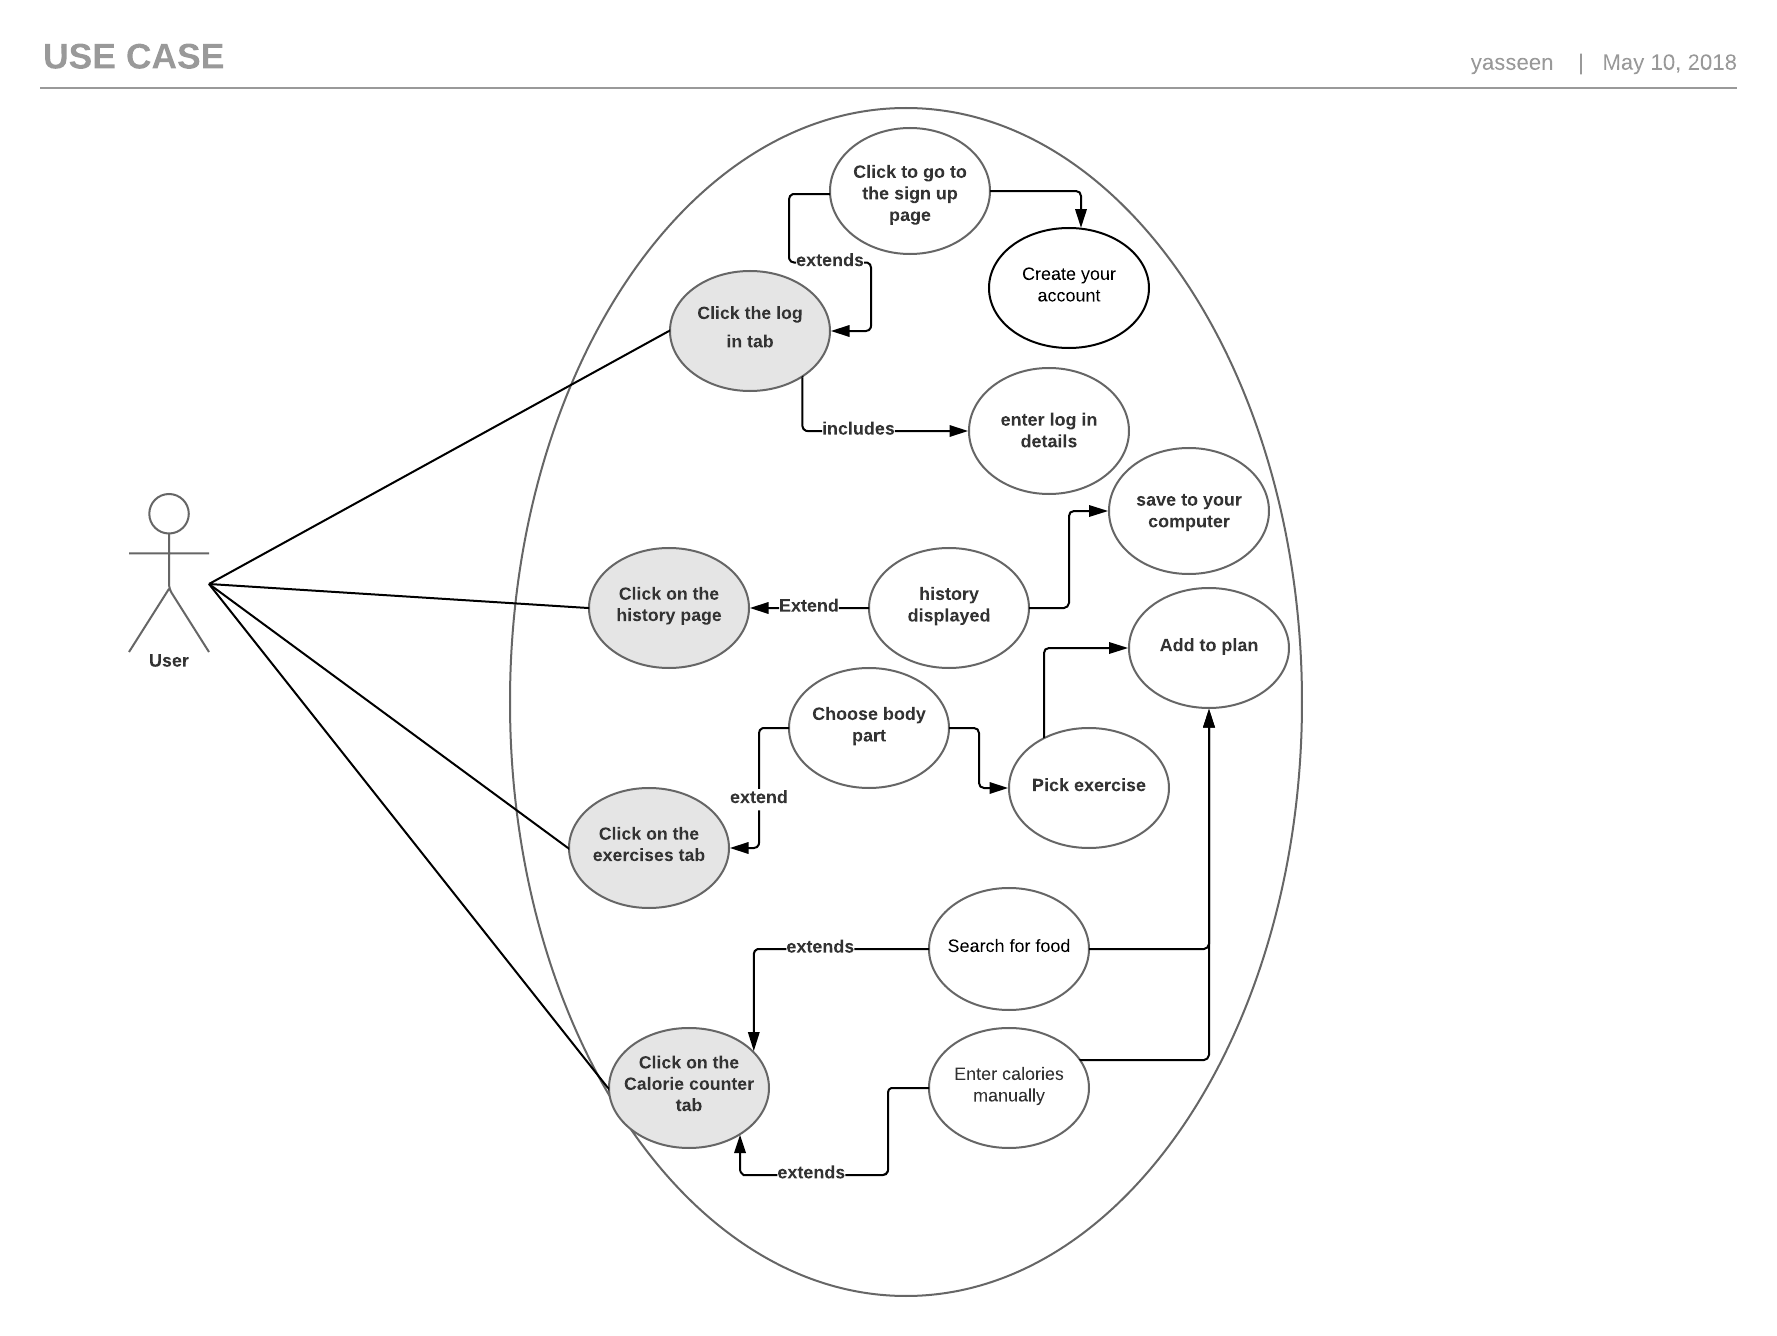 USE CASE
yasseen | May 10, 2018
Click to go to
the sign up
page
extends
Create your
account
Click the log
in tab
includes
enter log in
details
save to your
computer
Click on the
history page
Extend
history
displayed
User
Add to plan
Choose body
part
Pick exercise
extend
Click on the
exercises tab
extends
Search for food
Click on the
Calorie counter
tab
Enter calories
manually
extends